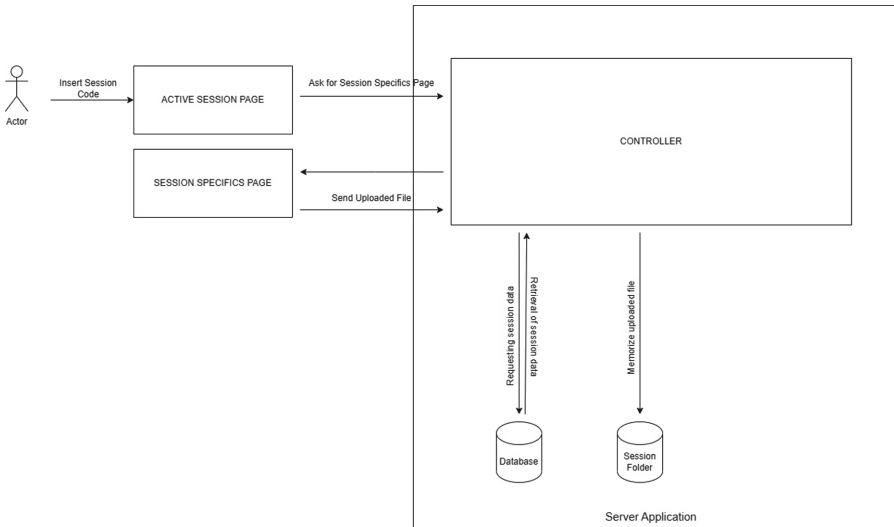 Insert Session
Code
Actor
ACTIVE SESSION PAGE
Ask for Session Specifics Page
CONTROLLER
SESSION SPECIFICS PAGE
Send Uploaded File
Requesting session data
Retrieval of session data
Memorize uploaded file
Database
Session
Folder
Server Application